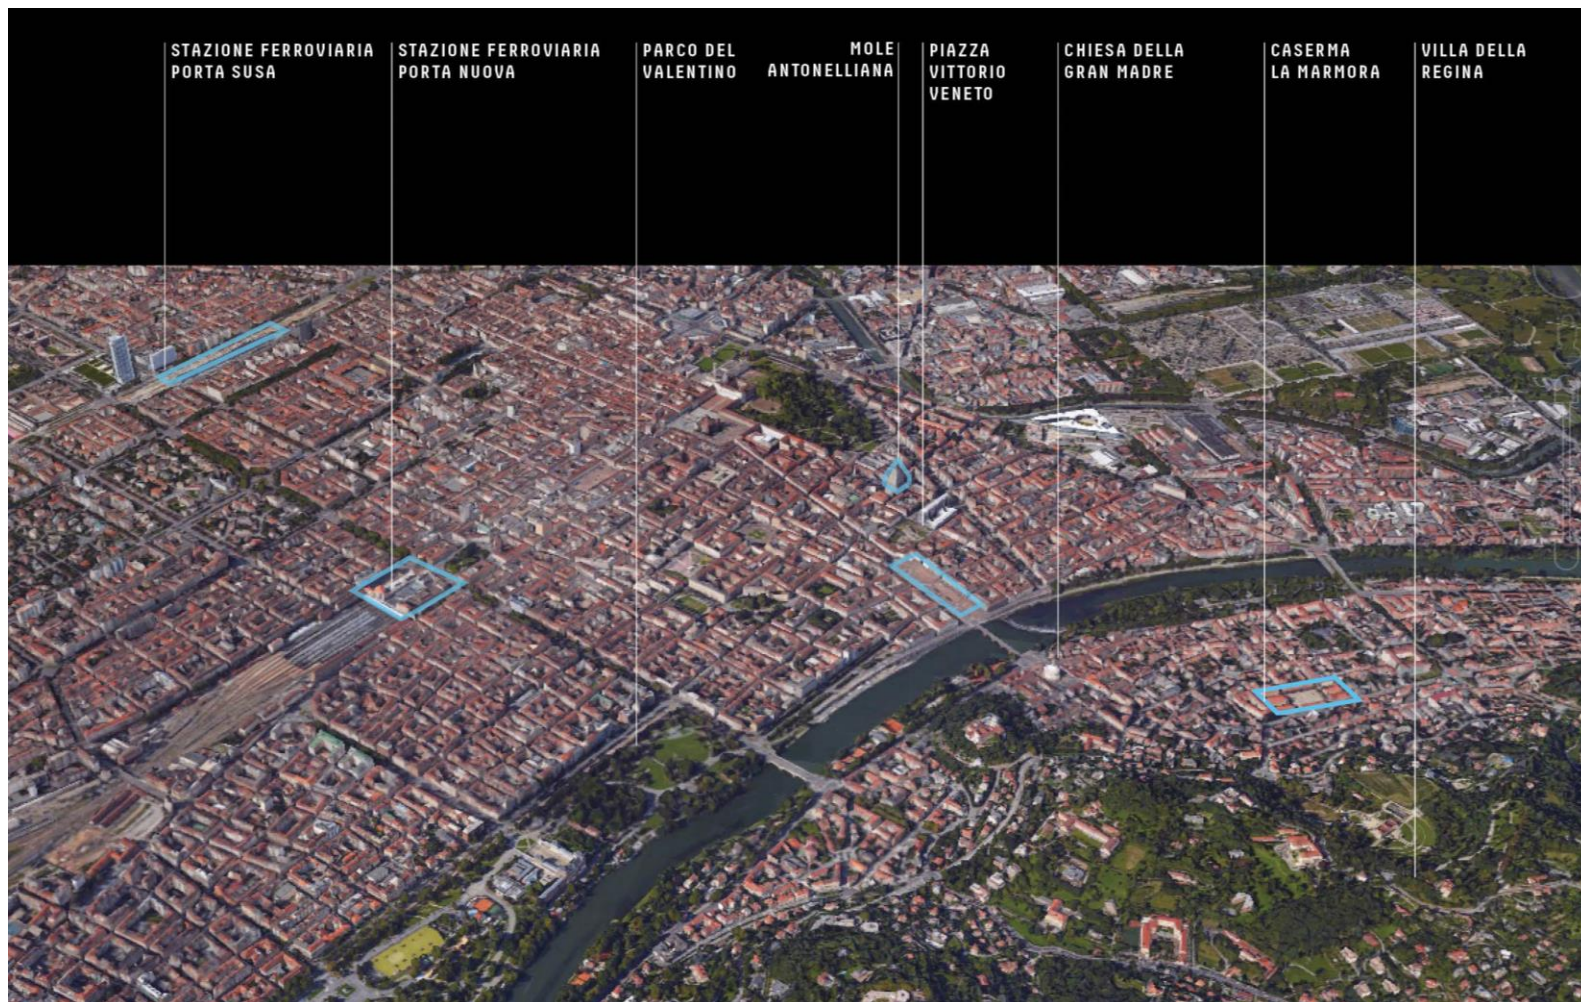 STAZIONE FERROVIARIA
PORTA SUSA
STAZIONE FERROVIARIA
PORTA NUOVA
PARCO DEL
VALENTINO
MOLE
ANTONELLIANA
PIAZZA
VITTORIO
VENETO
CHIESA DELLA
GRAN MADRE
CASERMA
LA MARMORA
VILLA DELLA
REGINA